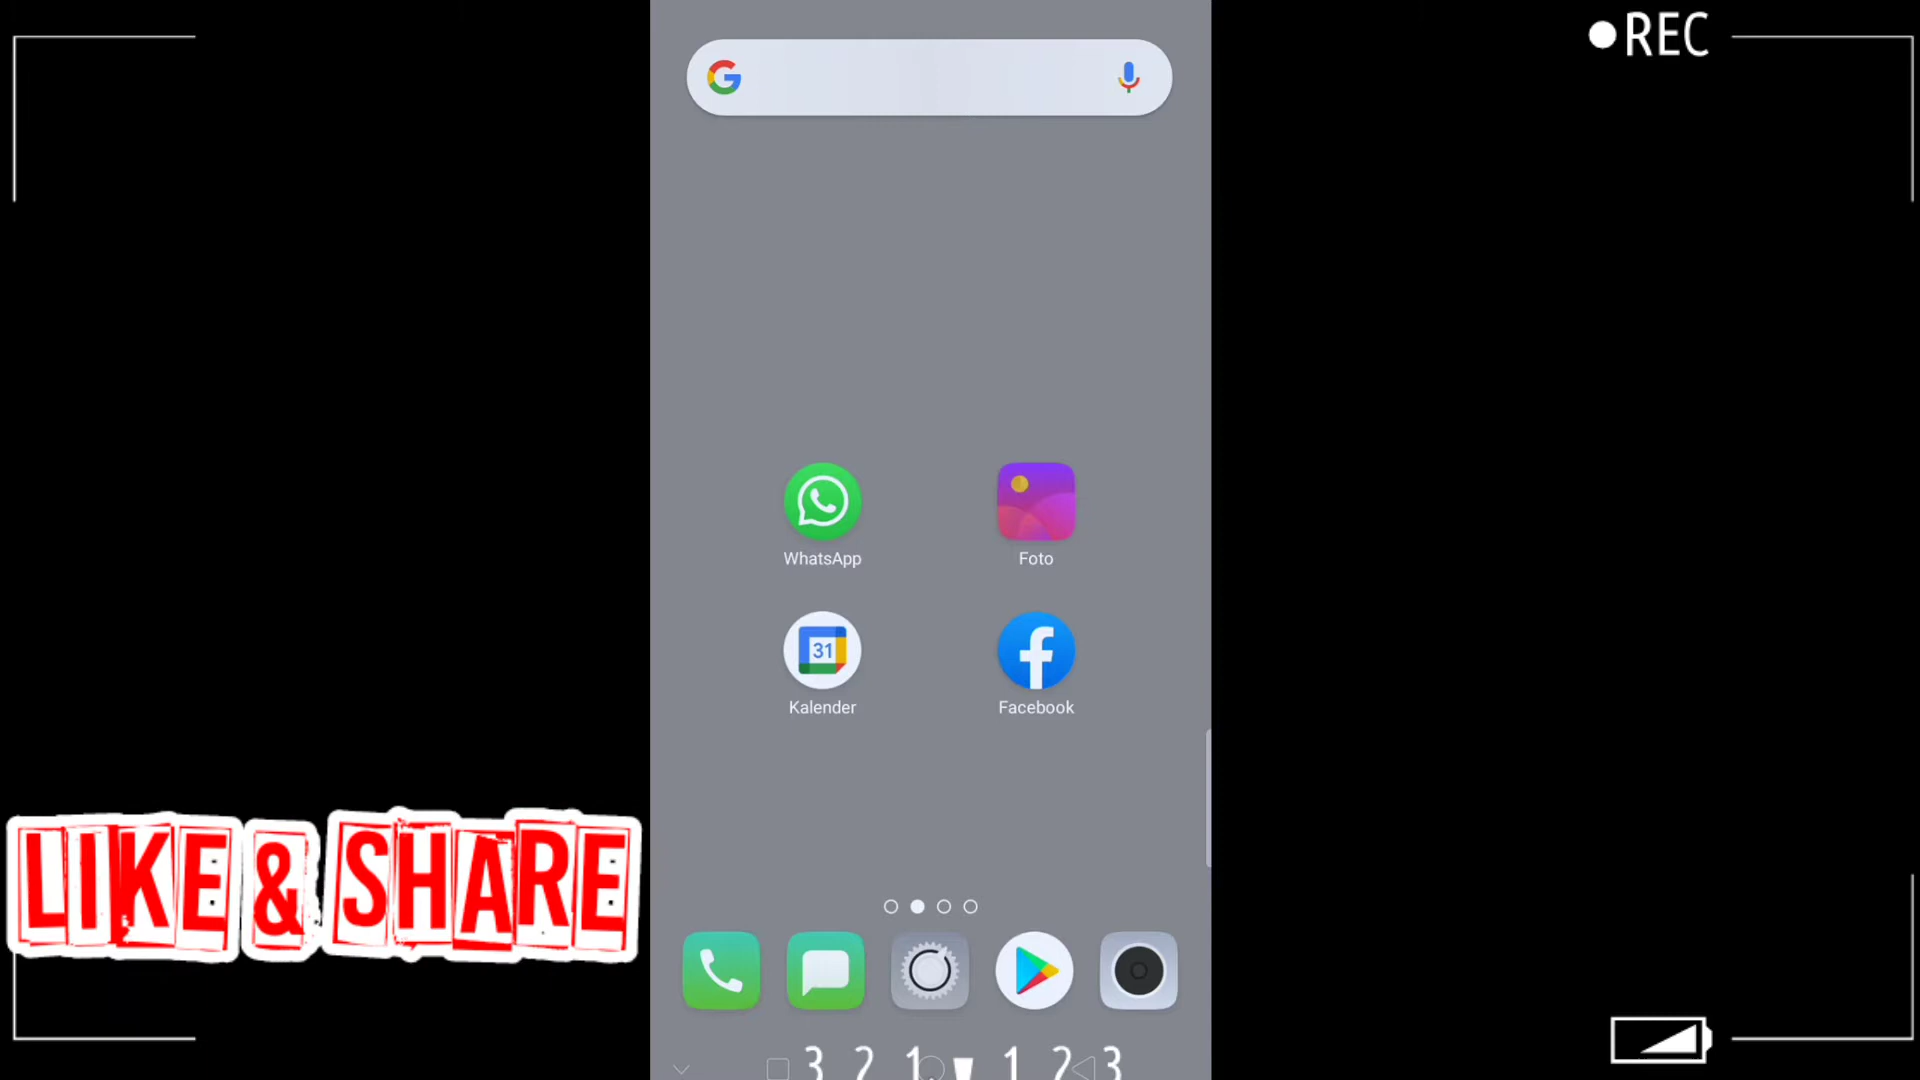 REC
WhatsApp
Foto
31
Kalender
Facebook
LIKE & SHARE
3 2 1 1 2 3